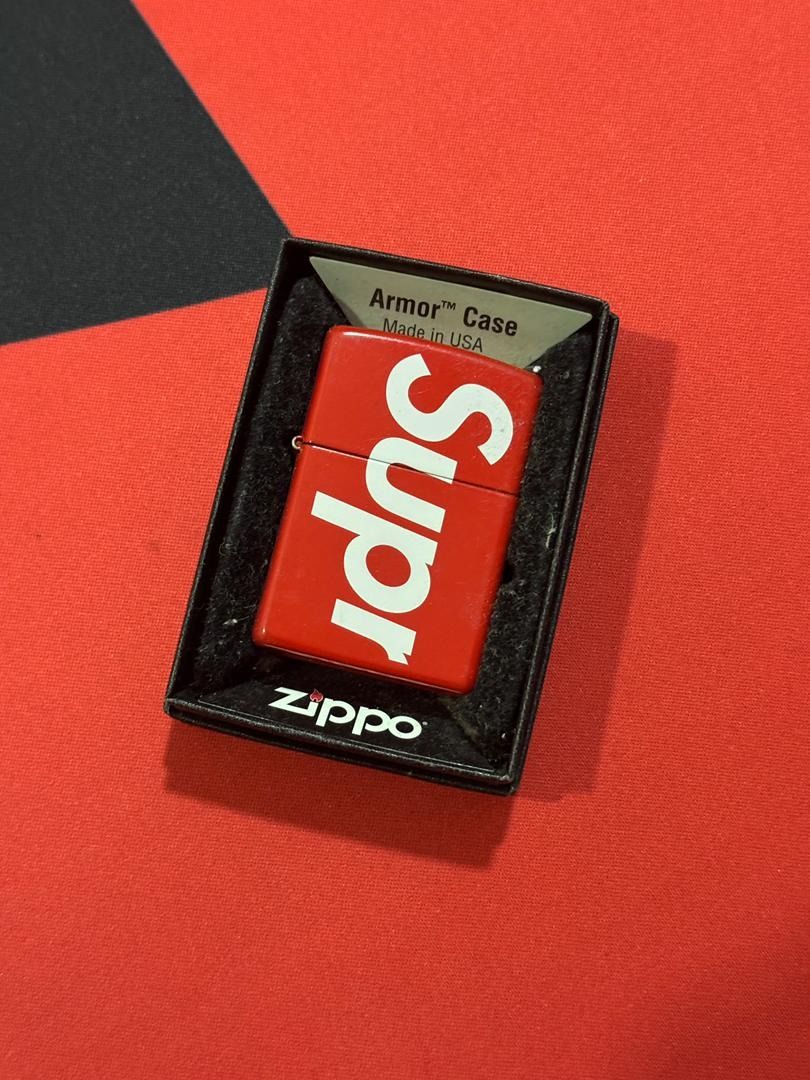 Armor™ Case
Made in USA
Supr
zippo®